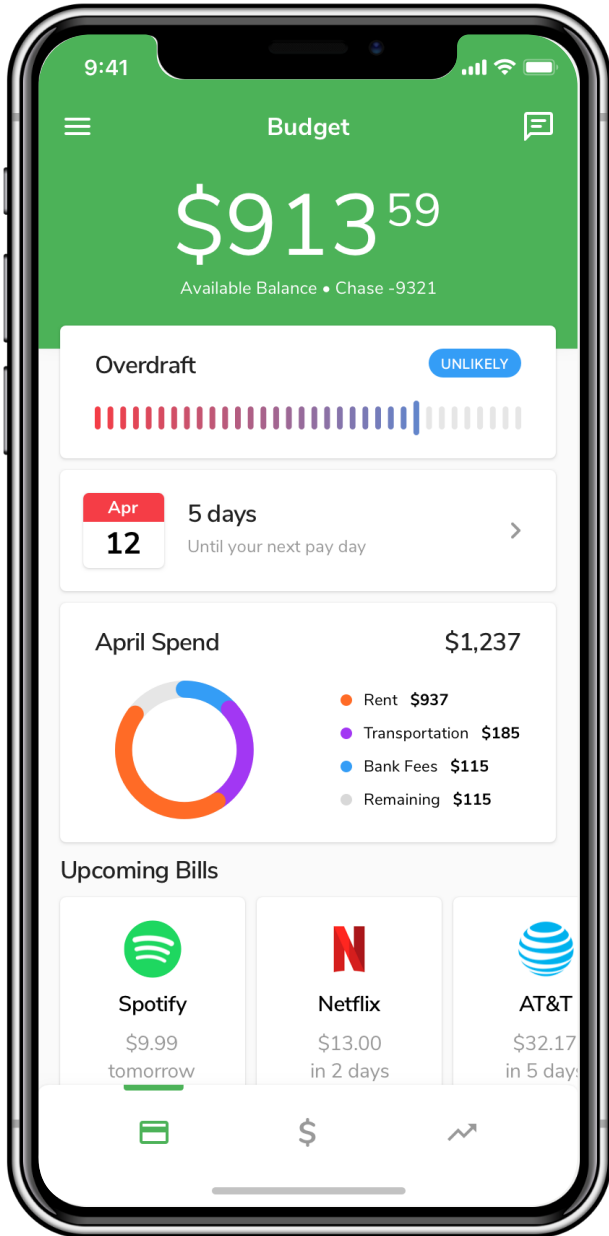 9:41
Budget
$913 59
Available Balance • Chase -9321
Overdraft UNLIKELY
Apr
12
5 days
Until your next pay day
April Spend $1,237
Rent $937
Transportation $185
Bank Fees $115
Remaining $115
Upcoming Bills
Spotify Netflix AT&T
$9.99 $13.00 $32.17
tomorrow in 2 days in 5 days
$